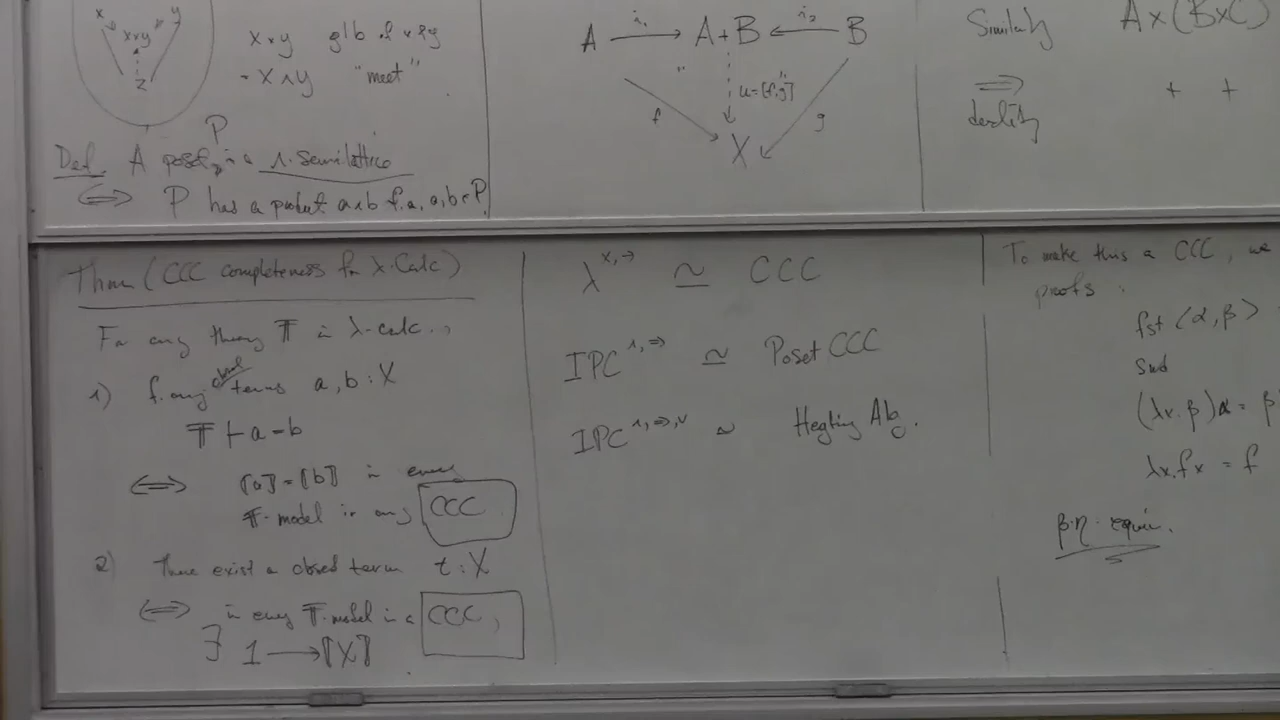 x y
x∧y
z
x∧y glb of x & y
= x∧y "meet"
Def. A poset P is a ∧-semilattice
⟺ P has a product a∧b f.a. a,b ∈ P.
A —i₁→ A+B ←i₂— B
u=[f,g]
f g
X
Similarly A×(B×C)
⟹ + +
duality
Thm (CCC completeness for λ-Calc)
For any theory 𝕋 in λ-calc.,
1) f. any closed terms a, b : X
𝕋 ⊢ a = b
⟺ ⟦a⟧ = ⟦b⟧ in every
𝕋-model in any CCC.
2) There exist a closed term t : X
⟺ in every 𝕋-model in a CCC,
∃ 1 ⟶ ⟦X⟧
λ^{×,→} ≃ CCC
IPC^{∧,⇒} ≃ Poset CCC
IPC^{∧,⇒,∨} ~ Heyting Alg.
To make this a CCC, we
proofs :
fst ⟨α, β⟩ =
snd
(λx.β)α = β
λx.fx = f
β-η-equiv.